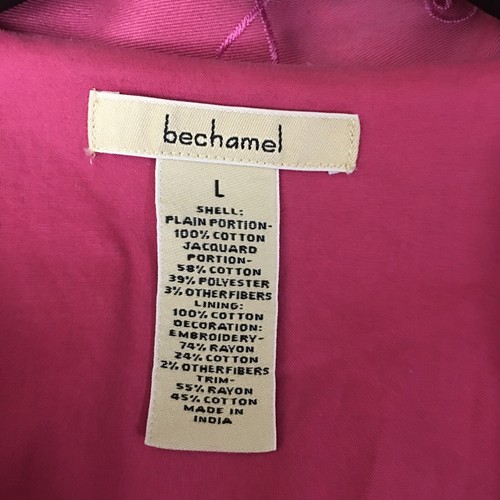 bechamel
L
SHELL:
PLAIN PORTION-
100% COTTON
JACQUARD
PORTION-
58% COTTON
39% POLYESTER
3% OTHERFIBERS
LINING:
100% COTTON
DECORATION:
EMBROIDERY-
74% RAYON
24% COTTON
2% OTHERFIBERS
TRIM-
55% RAYON
45% COTTON
MADE IN
INDIA